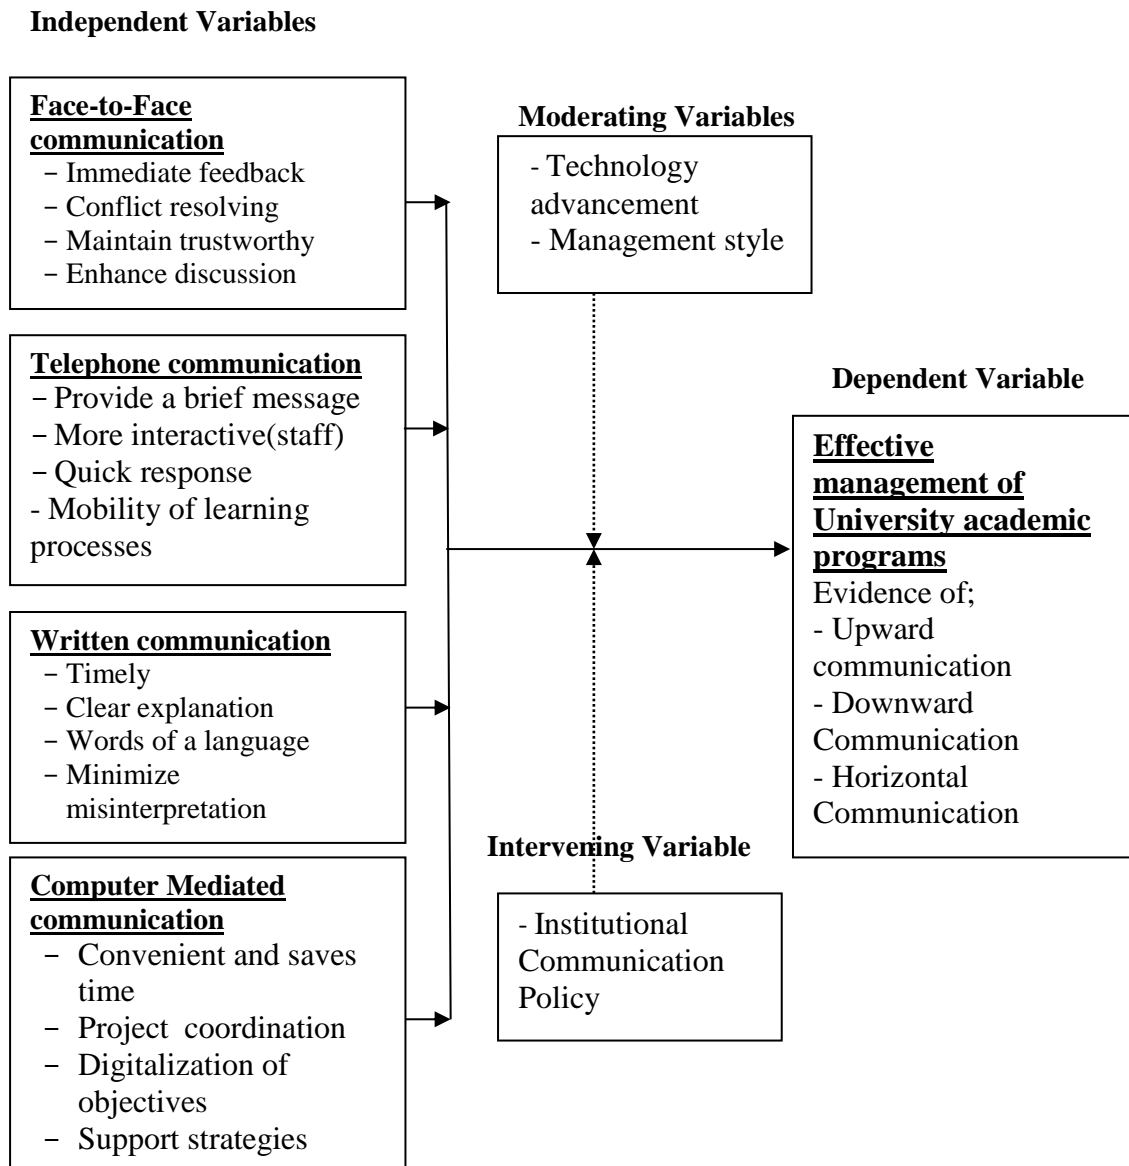 Independent Variables
Face-to-Face
communication
– Immediate feedback
– Conflict resolving
– Maintain trustworthy
– Enhance discussion
Telephone communication
– Provide a brief message
– More interactive(staff)
– Quick response
- Mobility of learning
processes
Written communication
– Timely
– Clear explanation
– Words of a language
– Minimize
misinterpretation
Computer Mediated
communication
– Convenient and saves
time
– Project coordination
– Digitalization of
objectives
– Support strategies
Moderating Variables
- Technology
advancement
- Management style
Intervening Variable
- Institutional
Communication
Policy
Dependent Variable
Effective
management of
University academic
programs
Evidence of;
- Upward
communication
- Downward
Communication
- Horizontal
Communication